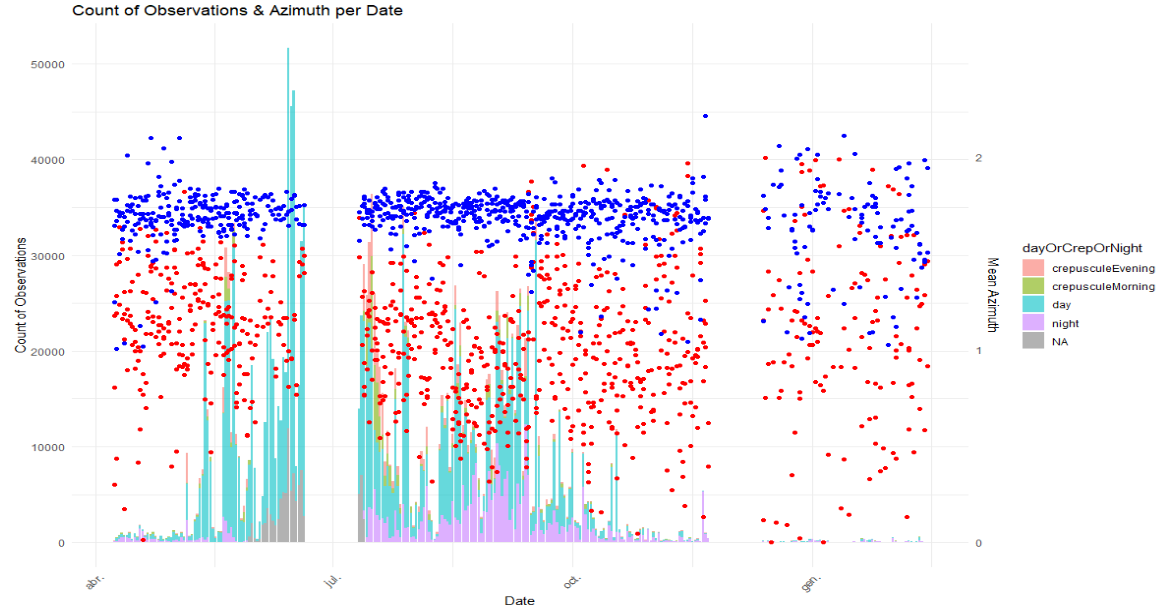 Count of Observations & Azimuth per Date
50000
40000
30000
20000
10000
0
Count of Observations
2
1
0
Mean Azimuth
abr.
jul.
oct.
gen.
Date
dayOrCrepOrNight
crepusculeEvening
crepusculeMorning
day
night
NA